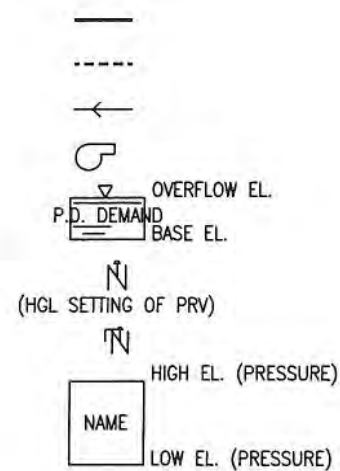 OVERFLOW EL.
P.D. DEMAND
BASE EL.
(HGL SETTING OF PRV)
HIGH EL. (PRESSURE)
NAME
LOW EL. (PRESSURE)